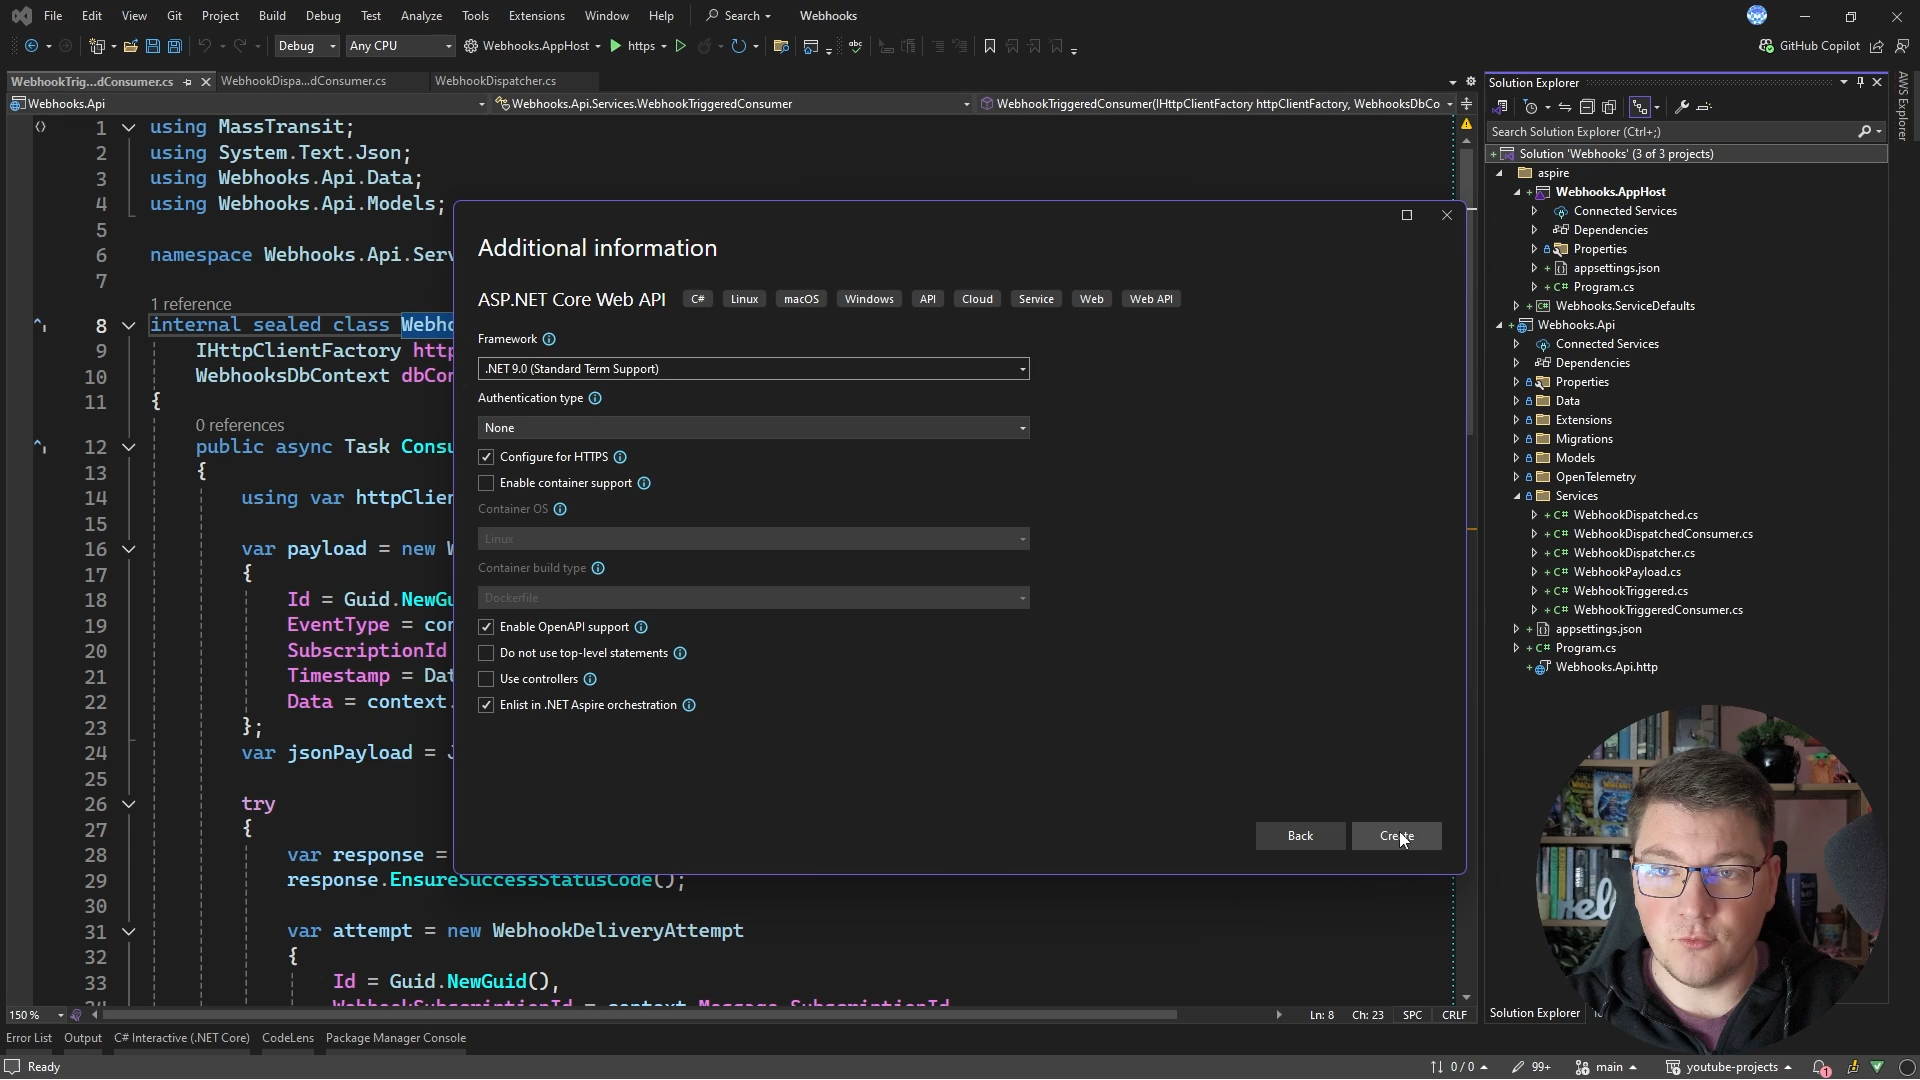 File Edit View Git Project Build Debug Test Analyze Tools Extensions Window Help Search Webhooks
Debug Any CPU Webhooks.AppHost https GitHub Copilot
WebhookTrig...dConsumer.cs WebhookDispa...dConsumer.cs WebhookDispatcher.cs
Webhooks.Api Webhooks.Api.Services.WebhookTriggeredConsumer WebhookTriggeredConsumer(IHttpClientFactory httpClientFactory, WebhooksDbCo
1 using MassTransit;
2 using System.Text.Json;
3 using Webhooks.Api.Data;
4 using Webhooks.Api.Models;
5
6 namespace Webhooks.Api.Serv
7
1 reference
8 internal sealed class Webho
9 IHttpClientFactory http
10 WebhooksDbContext dbCon
11 {
0 references
12 public async Task Consu
13 {
14 using var httpClien
15
16 var payload = new W
17 {
18 Id = Guid.NewGu
19 EventType = con
20 SubscriptionId
21 Timestamp = Dat
22 Data = context.
23 };
24 var jsonPayload = J
25
26 try
27 {
28 var response =
29 response.EnsureSuccessStatusCode();
30
31 var attempt = new WebhookDeliveryAttempt
32 {
33 Id = Guid.NewGuid(),
Additional information
ASP.NET Core Web API C# Linux macOS Windows API Cloud Service Web Web API
Framework
.NET 9.0 (Standard Term Support)
Authentication type
None
Configure for HTTPS
Enable container support
Container OS
Linux
Container build type
Dockerfile
Enable OpenAPI support
Do not use top-level statements
Use controllers
Enlist in .NET Aspire orchestration
Back Create
Solution Explorer
Search Solution Explorer (Ctrl+;)
Solution 'Webhooks' (3 of 3 projects)
aspire
Webhooks.AppHost
Connected Services
Dependencies
Properties
appsettings.json
C# Program.cs
Webhooks.ServiceDefaults
Webhooks.Api
Connected Services
Dependencies
Properties
Data
Extensions
Migrations
Models
OpenTelemetry
Services
C# WebhookDispatched.cs
C# WebhookDispatchedConsumer.cs
C# WebhookDispatcher.cs
C# WebhookPayload.cs
C# WebhookTriggered.cs
C# WebhookTriggeredConsumer.cs
appsettings.json
C# Program.cs
Webhooks.Api.http
AWS Explorer
150 % Ln: 8 Ch: 23 SPC CRLF
Solution Explorer
Error List Output C# Interactive (.NET Core) CodeLens Package Manager Console
Ready 0 / 0 99+ main youtube-projects 1